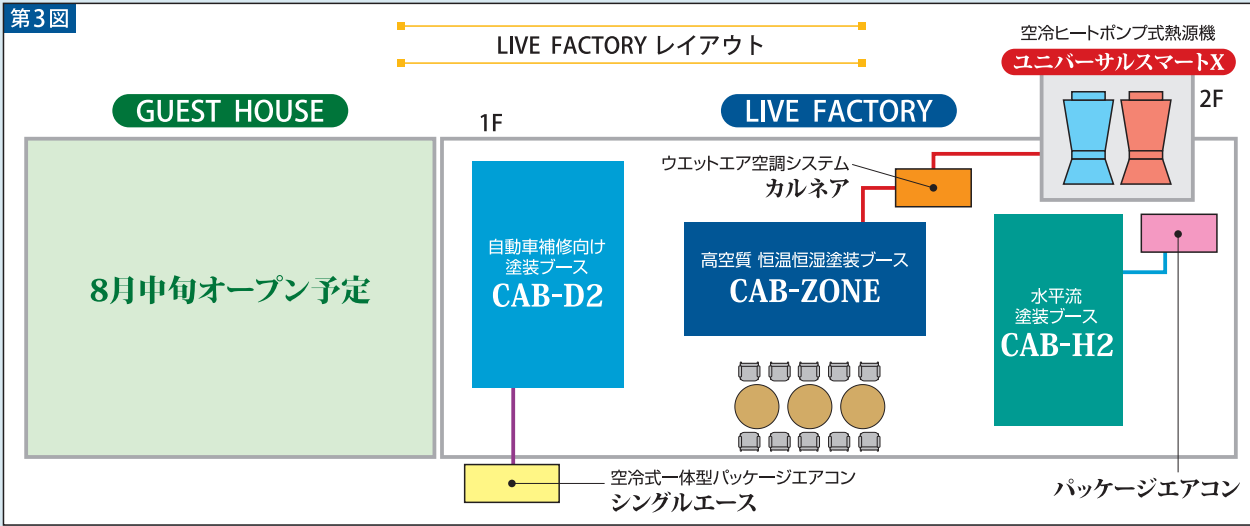 第3図
LIVE FACTORY レイアウト
空冷ヒートポンプ式熱源機
ユニバーサルスマートX
2F
GUEST HOUSE
LIVE FACTORY
1F
ウエットエア空調システム
カルネア
自動車補修向け
塗装ブース
CAB-D2
高空質 恒温恒湿塗装ブース
CAB-ZONE
8月中旬オープン予定
水平流
塗装ブース
CAB-H2
空冷式一体型パッケージエアコン
シングルエース
パッケージエアコン